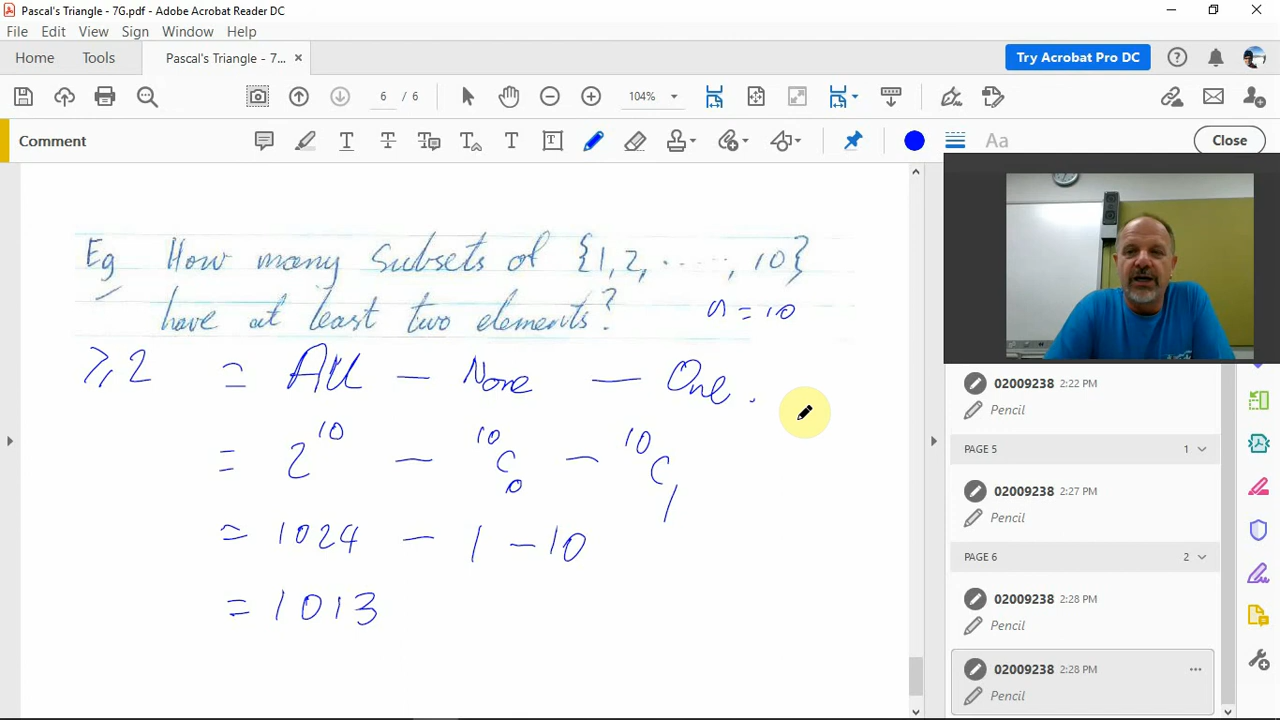 Pascal's Triangle - 7G.pdf - Adobe Acrobat Reader DC
File Edit View Sign Window Help
Home Tools Pascal's Triangle - 7... × Try Acrobat Pro DC
6 / 6 104%
Comment Close
Eg How many subsets of {1, 2, ......, 10}
have at least two elements? n = 10
≥ 2 = All — None — One.
= 2^10 — ^10C_0 — ^10C_1
= 1024 — 1 — 10
= 1013
02009238 2:22 PM
Pencil
PAGE 5 1
02009238 2:27 PM
Pencil
PAGE 6 2
02009238 2:28 PM
Pencil
02009238 2:28 PM
Pencil